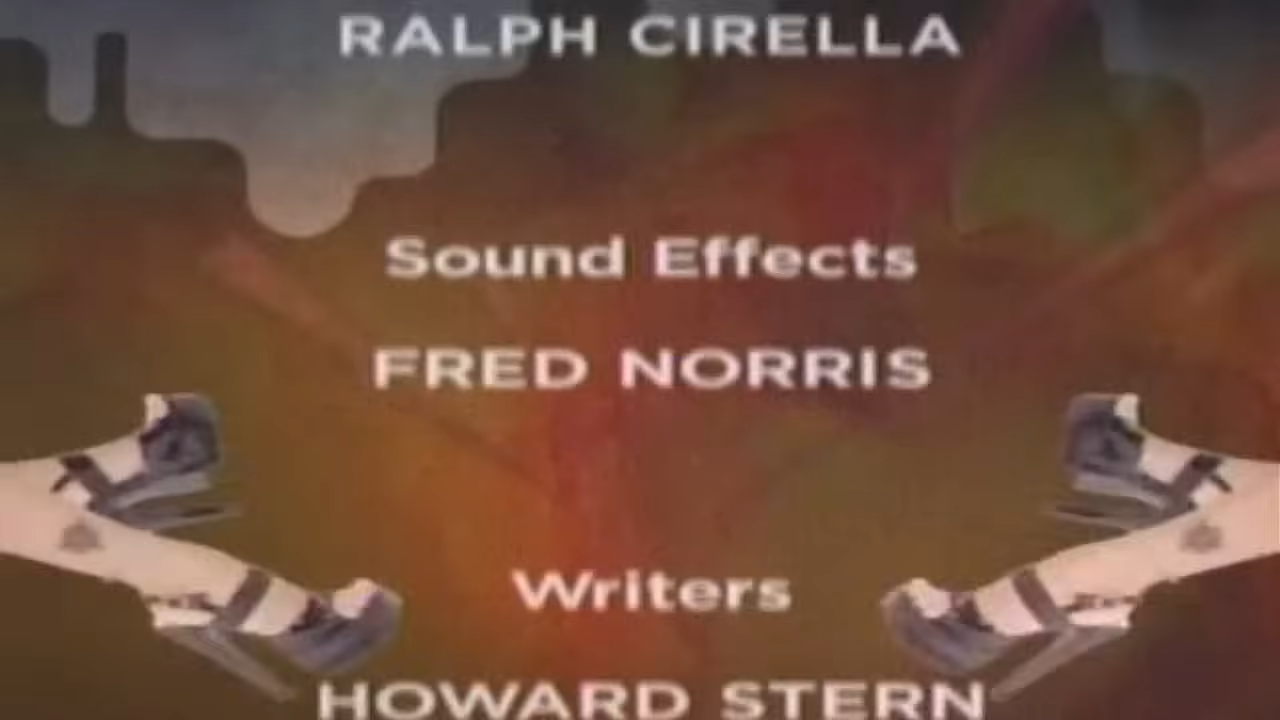 RALPH CIRELLA
Sound Effects
FRED NORRIS
Writers
HOWARD STERN